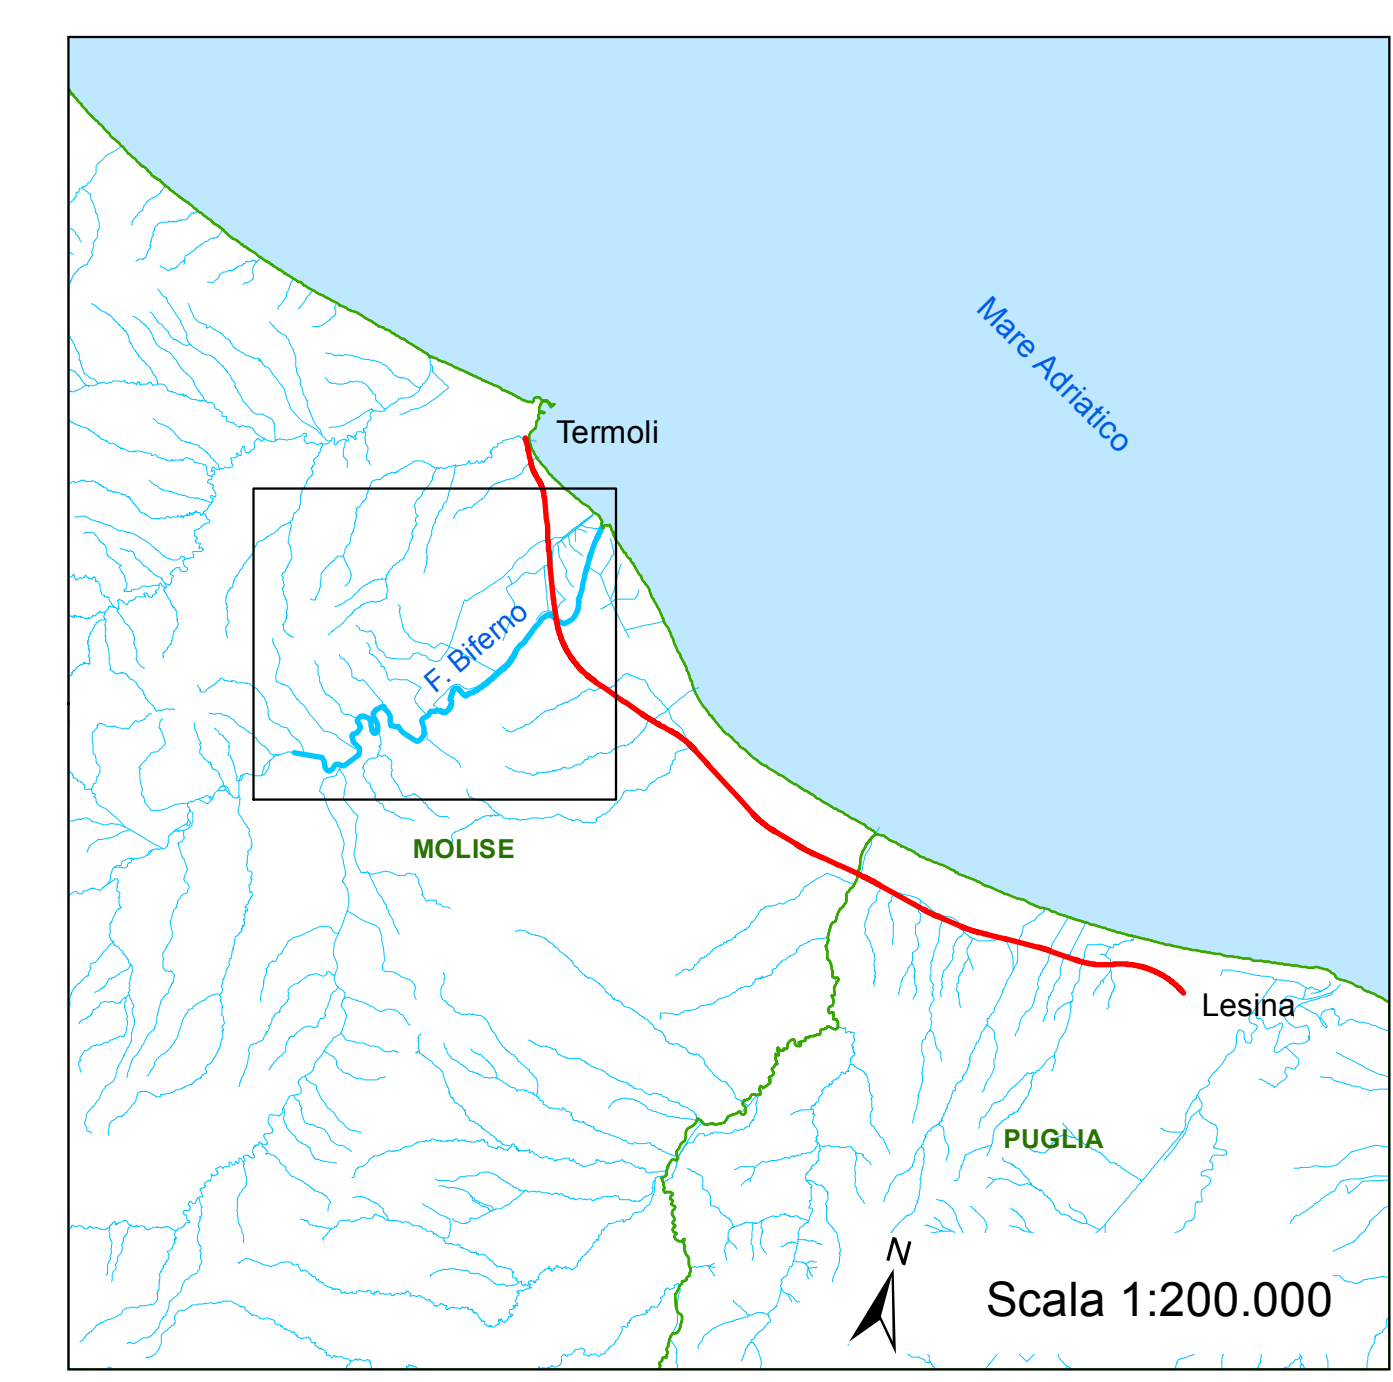 Mare Adriatico
Termoli
F. Biferno
MOLISE
Lesina
PUGLIA
N
Scala 1:200.000